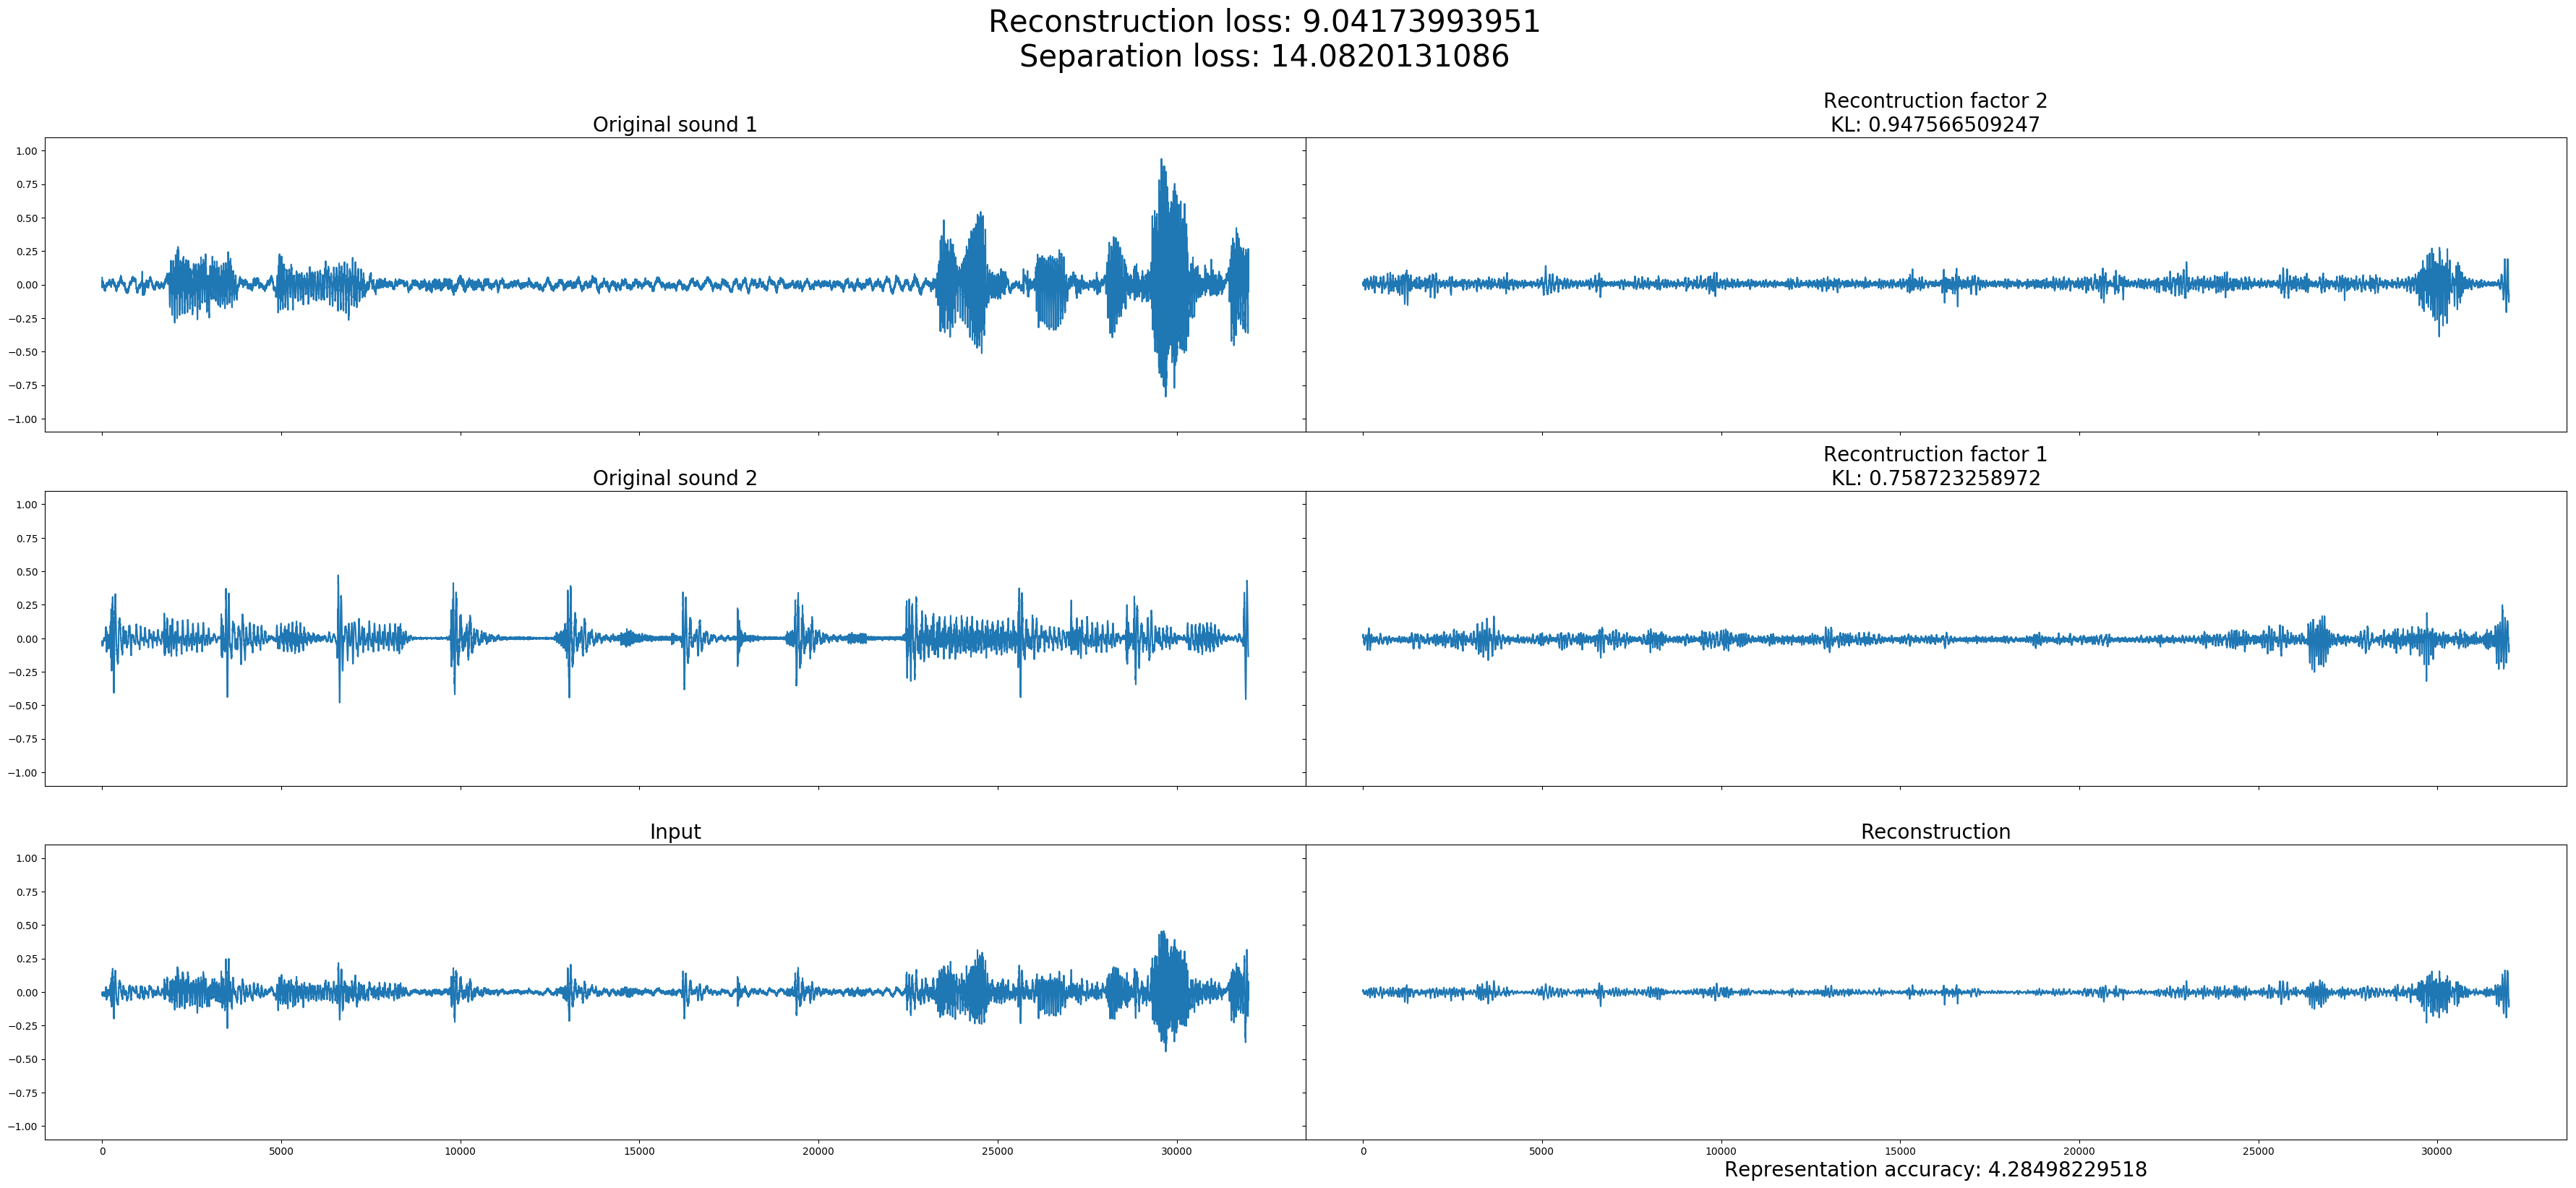 Reconstruction loss: 9.04173993951
Separation loss: 14.0820131086
Original sound 1
Recontruction factor 2
KL: 0.947566509247
1.00
0.75
0.50
0.25
0.00
−0.25
−0.50
−0.75
−1.00
Original sound 2
Recontruction factor 1
KL: 0.758723258972
1.00
0.75
0.50
0.25
0.00
−0.25
−0.50
−0.75
−1.00
Input
Reconstruction
1.00
0.75
0.50
0.25
0.00
−0.25
−0.50
−0.75
−1.00
0 5000 10000 15000 20000 25000 30000
0 5000 10000 15000 20000 25000 30000
Representation accuracy: 4.28498229518